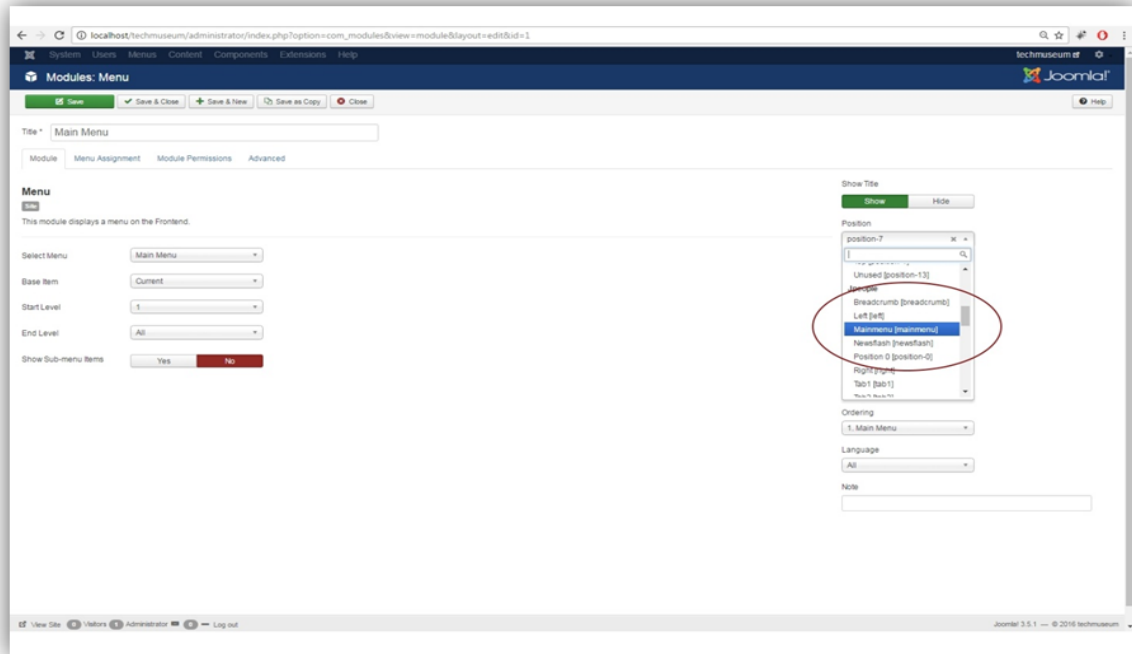 localhost/techmuseum/administrator/index.php?option=com_modules&view=module&layout=edit&id=1
System Users Menus Content Components Extensions Help techmuseum
Modules: Menu Joomla!
Save Save & Close Save & New Save as Copy Close Help
Title * Main Menu
Module Menu Assignment Module Permissions Advanced
Menu
Site
This module displays a menu on the Frontend.
Select Menu Main Menu
Base Item Current
Start Level 1
End Level All
Show Sub-menu Items Yes No
Show Title
Show Hide
Position
position-7
Unused [position-13]
Jpeople
Breadcrumb [breadcrumb]
Left [left]
Mainmenu [mainmenu]
Newsflash [newsflash]
Position 0 [position-0]
Right [right]
Tab1 [tab1]
Tab2 [tab2]
Ordering
1. Main Menu
Language
All
Note
View Site 0 Visitors 1 Administrator 0 Log out Joomla! 3.5.1 — © 2016 techmuseum